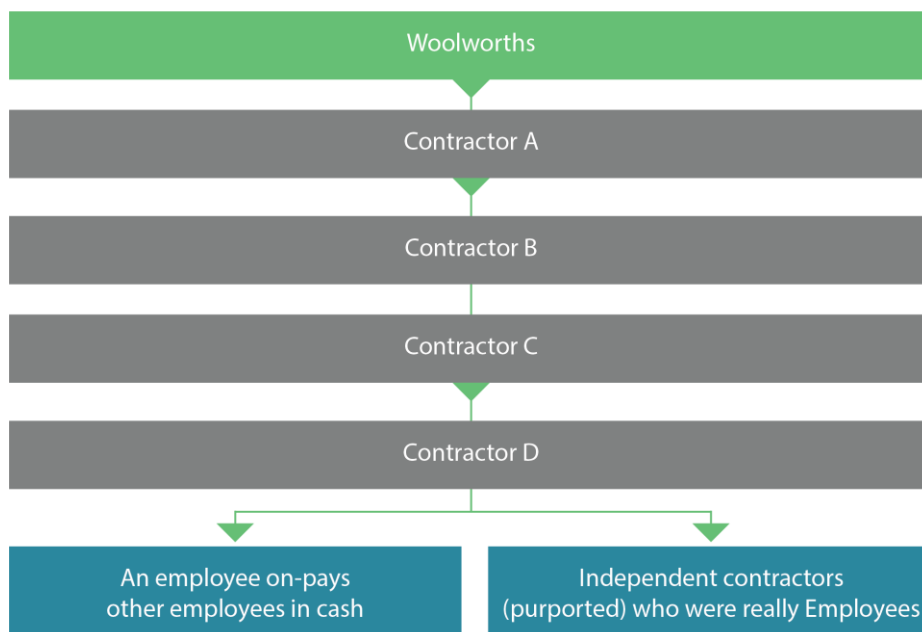 Woolworths
Contractor A
Contractor B
Contractor C
Contractor D
An employee on-pays
other employees in cash
Independent contractors
(purported) who were really Employees